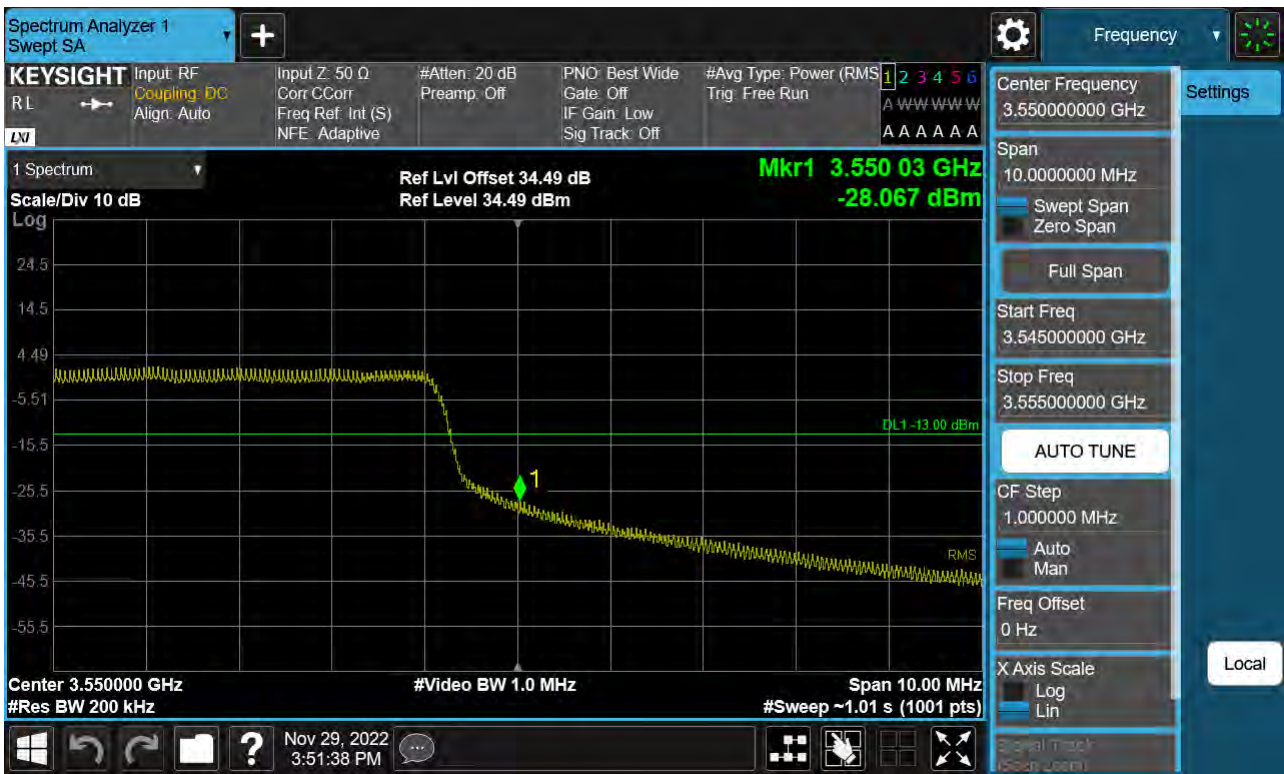 Spectrum Analyzer 1
Swept SA
+
Frequency
KEYSIGHT
RL
LXI
Input: RF
Coupling: DC
Align: Auto
Input Z: 50 Ω
Corr CCorr
Freq Ref: Int (S)
NFE: Adaptive
#Atten: 20 dB
Preamp: Off
PNO: Best Wide
Gate: Off
IF Gain: Low
Sig Track: Off
#Avg Type: Power (RMS
Trig: Free Run
1 2 3 4 5 6
A W W W W W
A A A A A A
1 Spectrum
Scale/Div 10 dB
Log
Ref Lvl Offset 34.49 dB
Ref Level 34.49 dBm
Mkr1 3.550 03 GHz
-28.067 dBm
24.5
14.5
4.49
-5.51
-15.5
-25.5
-35.5
-45.5
-55.5
DL1 -13.00 dBm
1
RMS
Center 3.550000 GHz
#Res BW 200 kHz
#Video BW 1.0 MHz
Span 10.00 MHz
#Sweep ~1.01 s (1001 pts)
Center Frequency
3.550000000 GHz
Span
10.0000000 MHz
Swept Span
Zero Span
Full Span
Start Freq
3.545000000 GHz
Stop Freq
3.555000000 GHz
AUTO TUNE
CF Step
1.000000 MHz
Auto
Man
Freq Offset
0 Hz
X Axis Scale
Log
Lin
Signal Track
(Span Zoom)
Settings
Local
?
Nov 29, 2022
3:51:38 PM